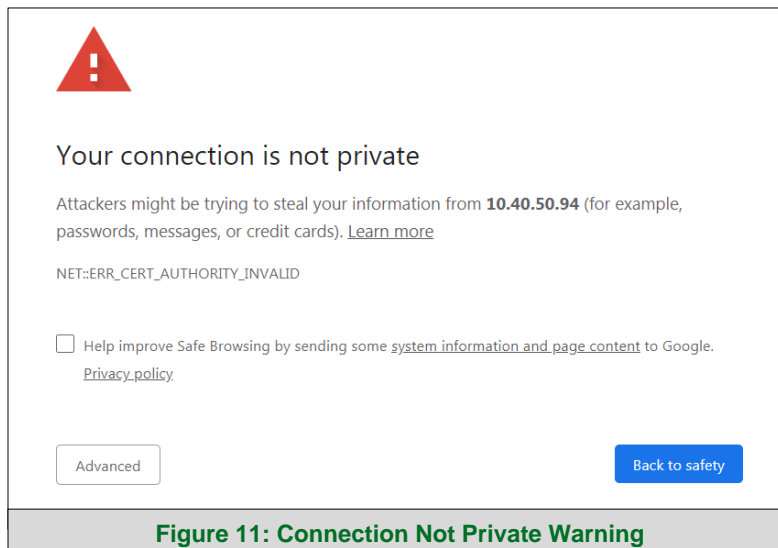 !
Your connection is not private
Attackers might be trying to steal your information from 10.40.50.94 (for example,
passwords, messages, or credit cards). Learn more
NET::ERR_CERT_AUTHORITY_INVALID
Help improve Safe Browsing by sending some system information and page content to Google.
Privacy policy
Advanced
Back to safety
Figure 11: Connection Not Private Warning